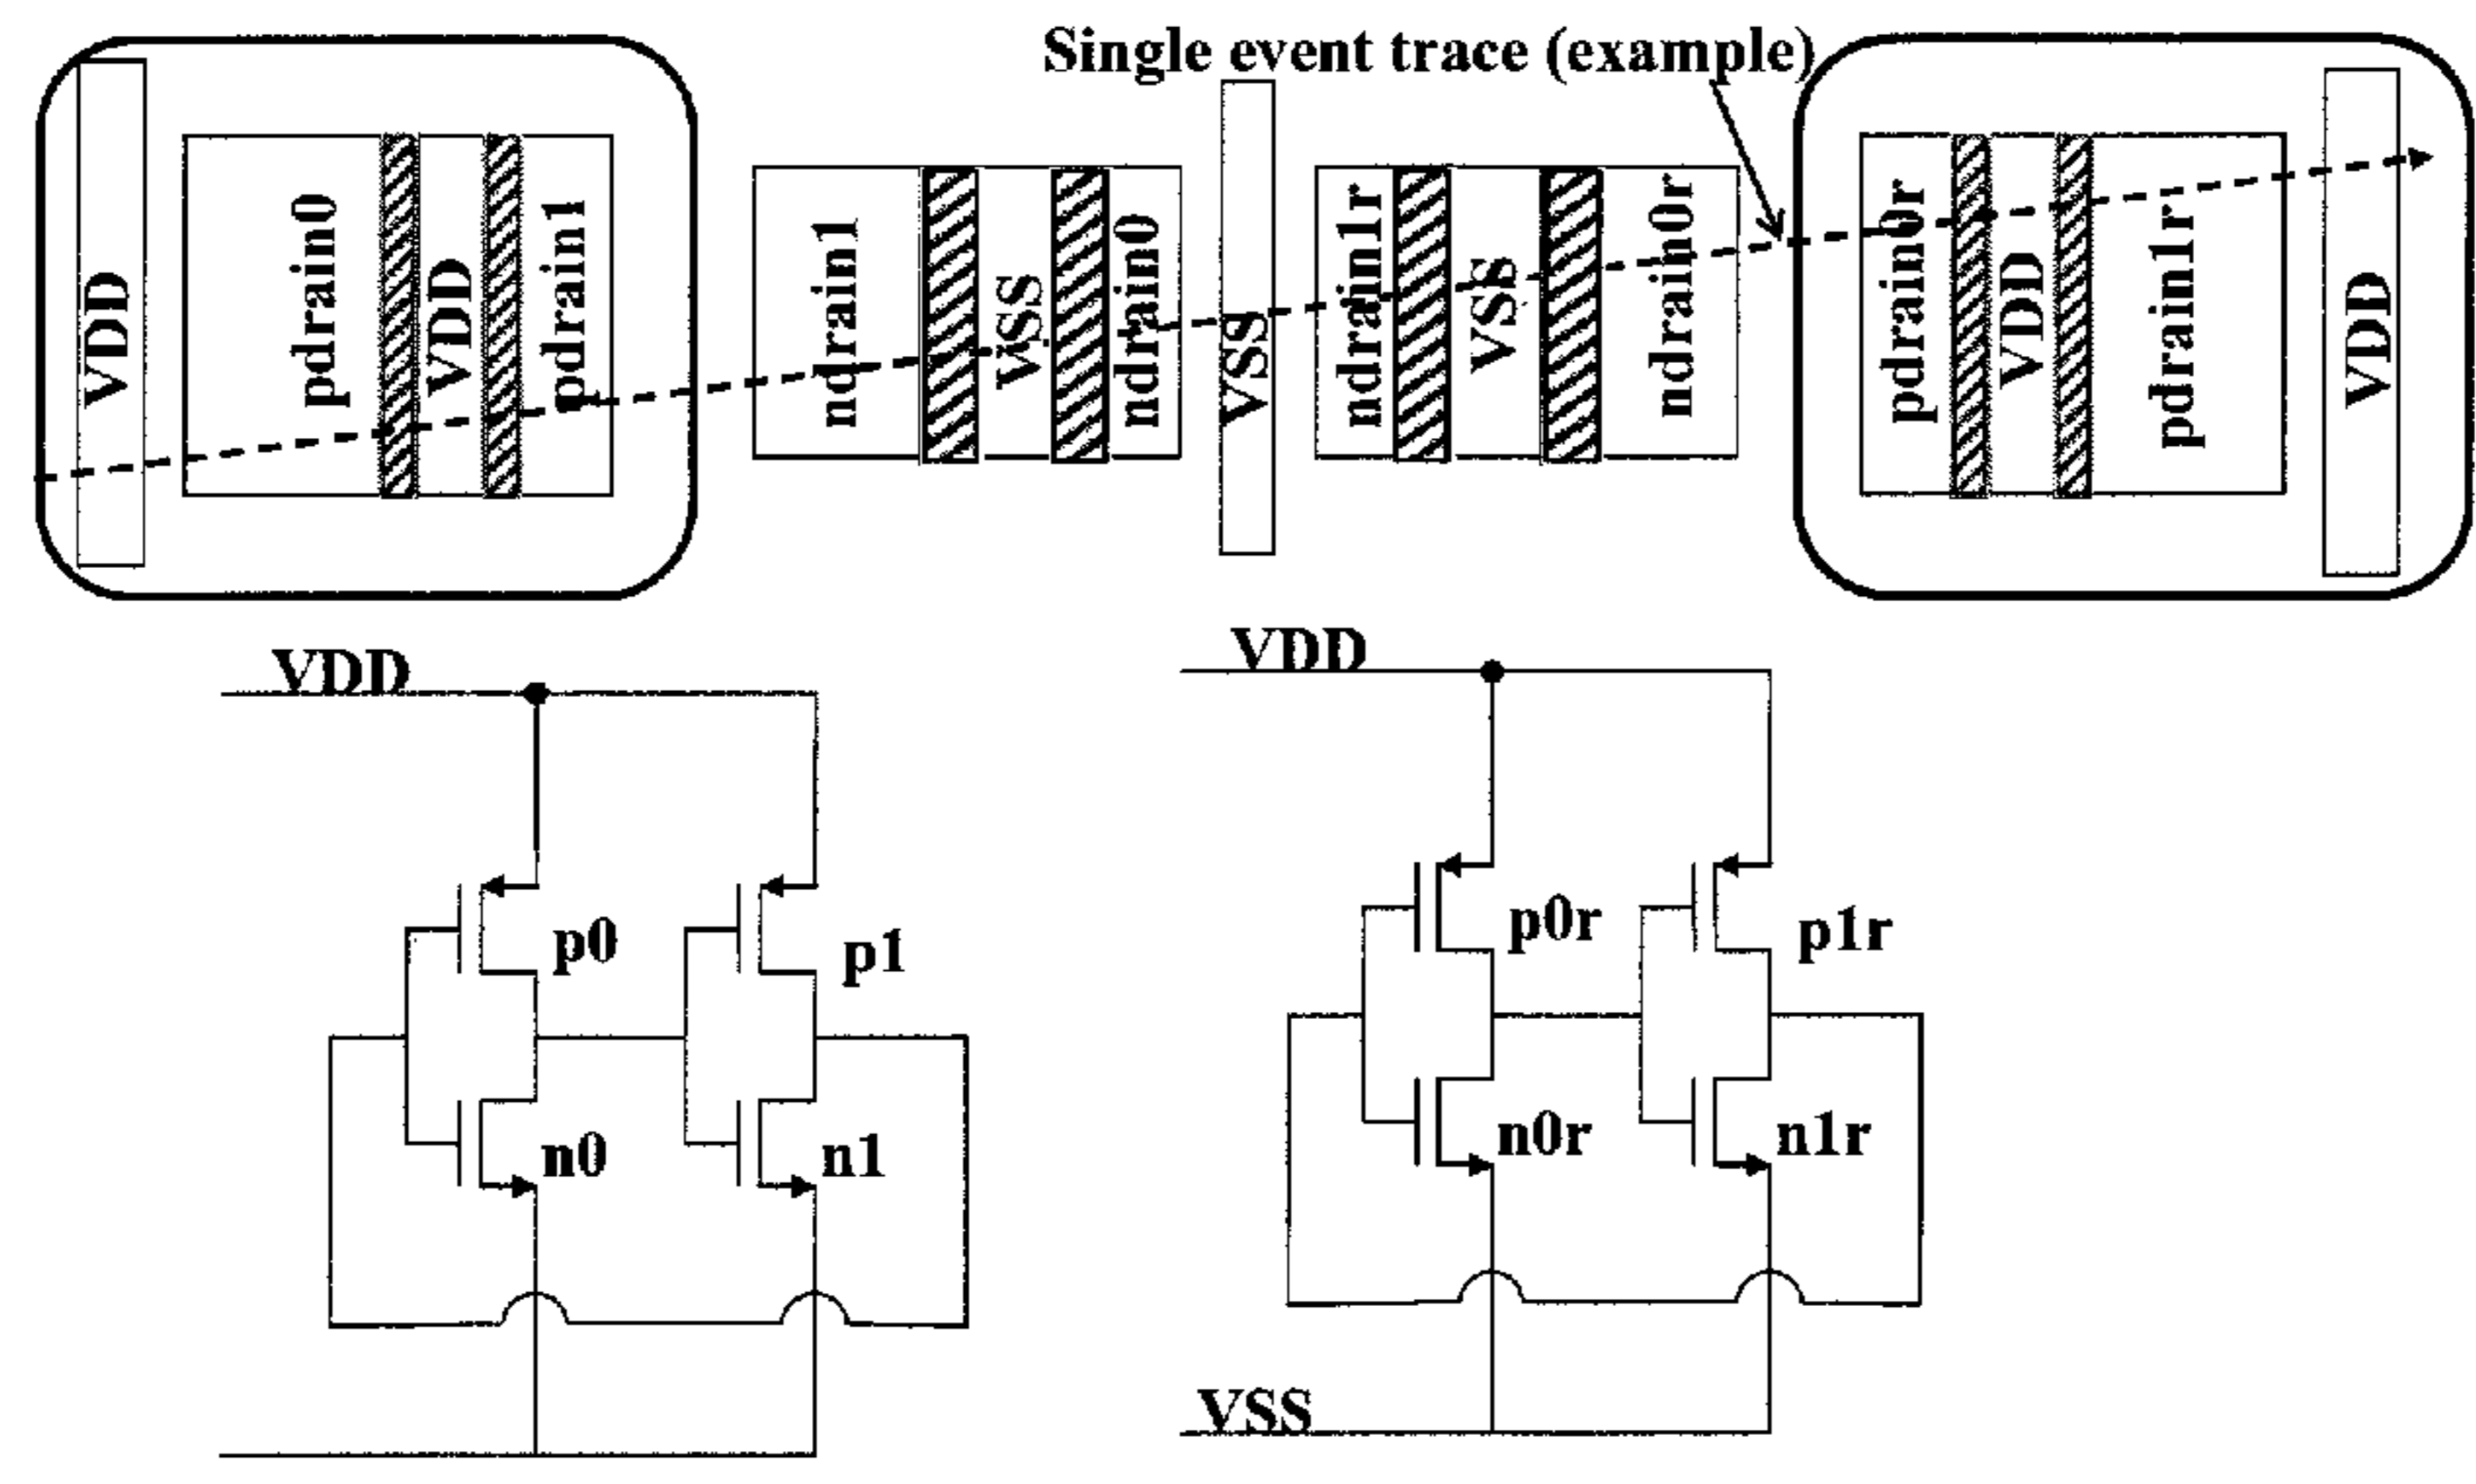 Single event trace (example)
VDD
pdrain0
VDD
pdrain1
ndrain1
VSS
ndrain0
VSS
ndrain1r
VSS
ndrain0r
pdrain0r
VDD
pdrain1r
VDD
VDD
VDD
p0
p1
n0
n1
p0r
p1r
n0r
n1r
VSS